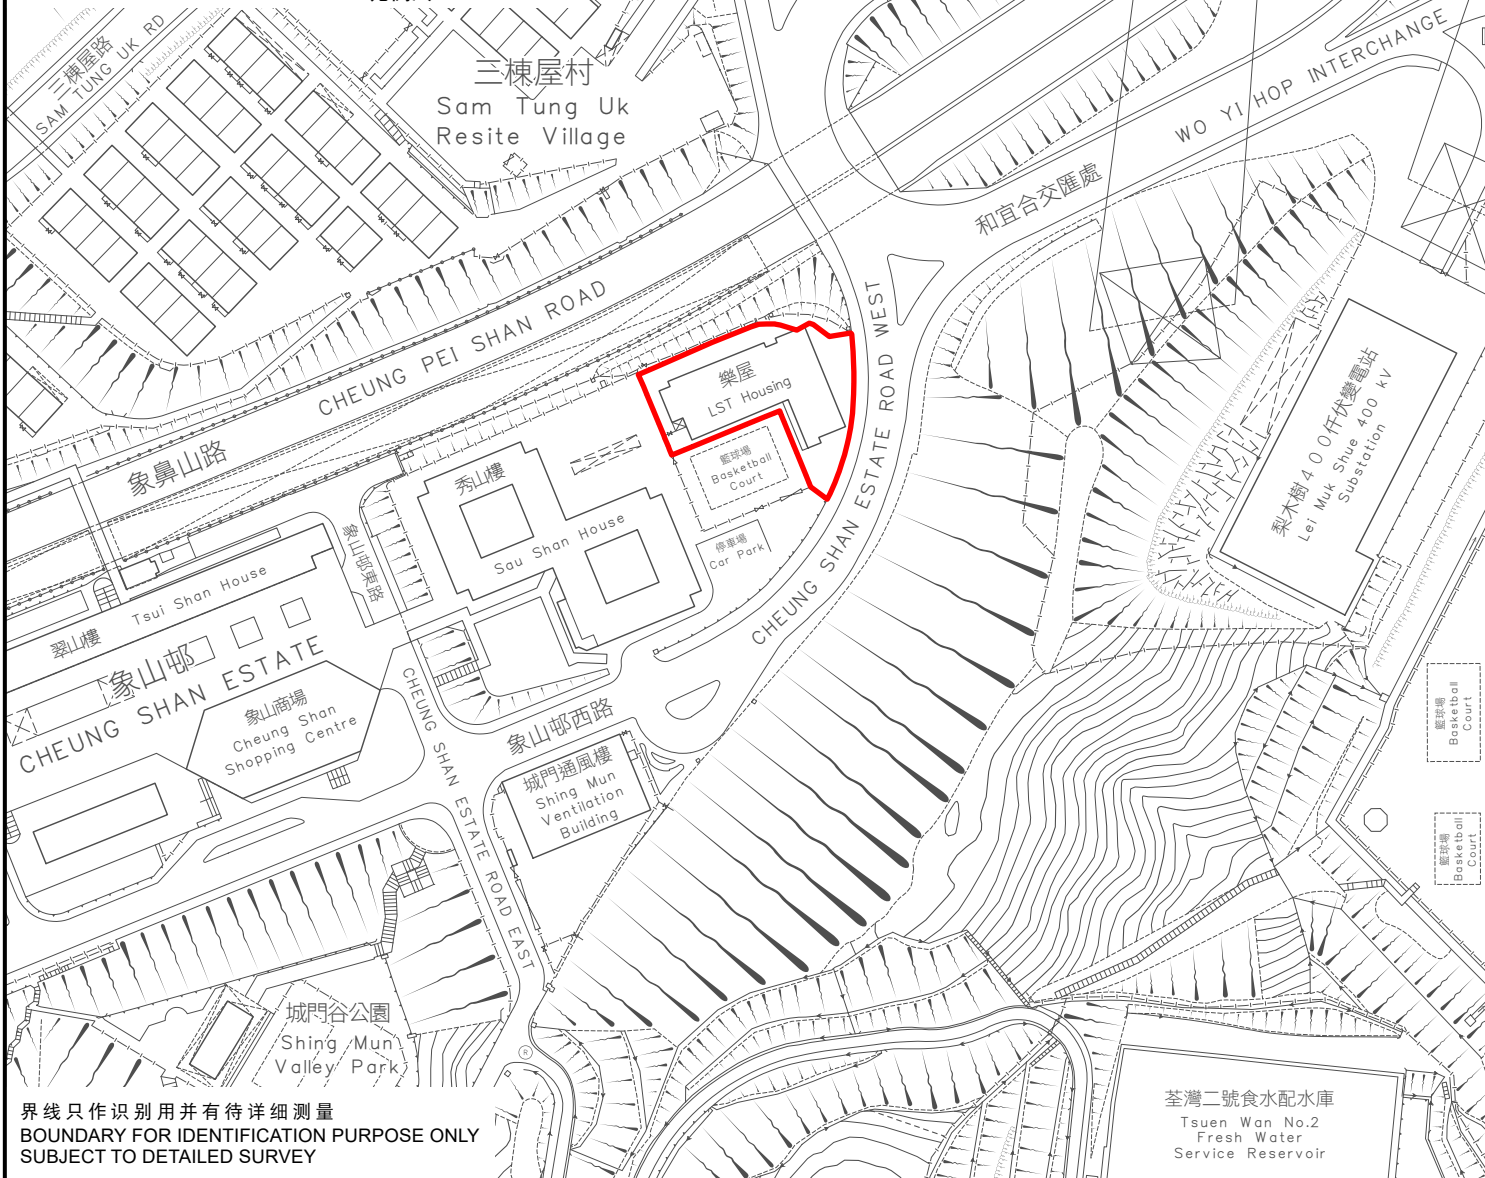 三棟屋路
SAM TUNG UK RD
三棟屋村
Sam Tung Uk
Resite Village
WO YI HOP INTERCHANGE
和宜合交匯處
CHEUNG PEI SHAN ROAD
象鼻山路
樂屋
LST Housing
籃球場
Basketball
Court
停車場
Car Park
CHEUNG SHAN ESTATE ROAD WEST
梨木樹４００仟伏變電站
Lei Muk Shue 400 kV
Substation
秀山樓
Sau Shan House
象山邨東路
Tsui Shan House
翠山樓
象山邨
CHEUNG SHAN ESTATE
象山商場
Cheung Shan
Shopping Centre
CHEUNG SHAN ESTATE ROAD EAST
象山邨西路
城門通風樓
Shing Mun
Ventilation
Building
籃球場
Basketball
Court
籃球場
Basketball
Court
城門谷公園
Shing Mun
Valley Park
R
荃灣二號食水配水庫
Tsuen Wan No.2
Fresh Water
Service Reservoir
界线只作识别用并有待详细测量
BOUNDARY FOR IDENTIFICATION PURPOSE ONLY
SUBJECT TO DETAILED SURVEY